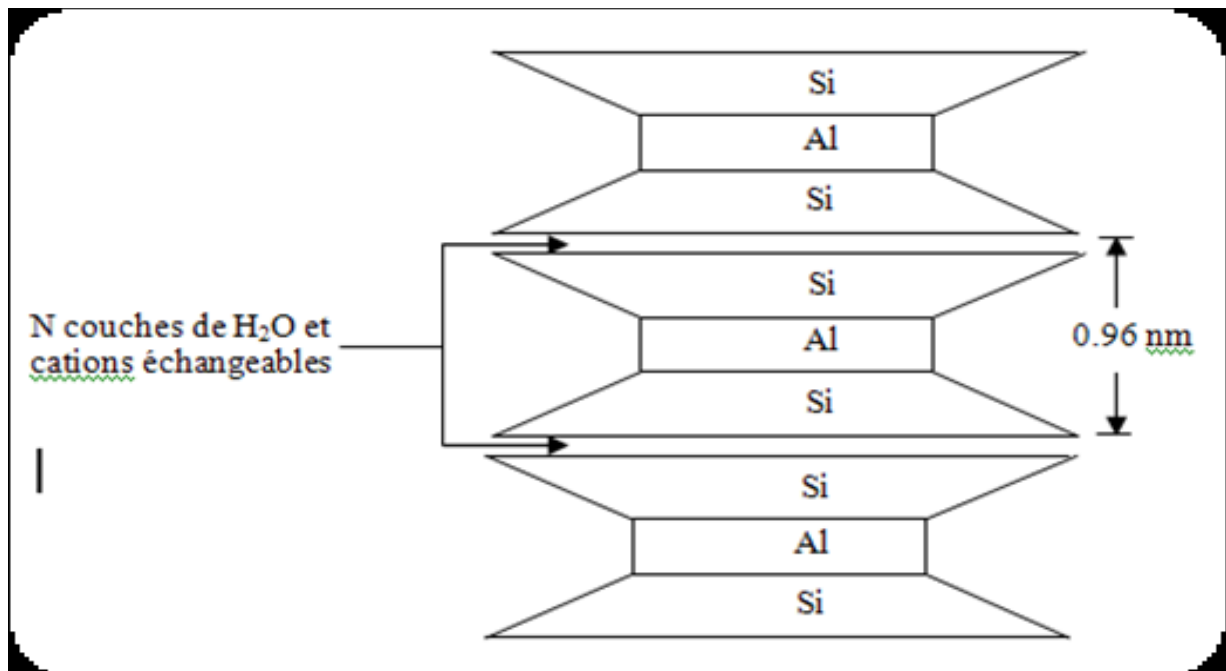 Si
Al
Si
Si
Al
Si
Si
Al
Si
N couches de H₂O et
cations échangeables
0.96 nm